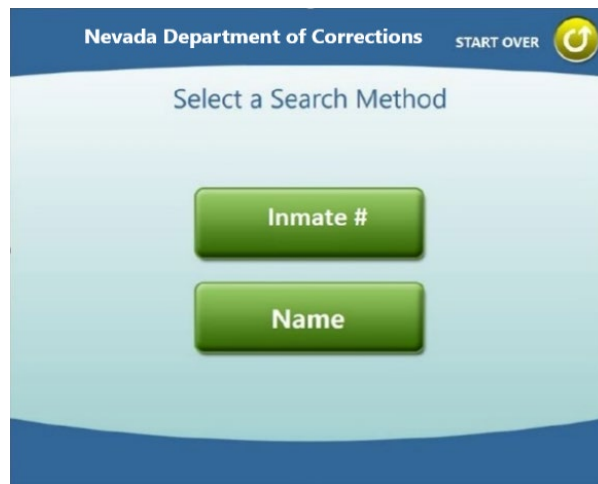 Nevada Department of Corrections START OVER
Select a Search Method
Inmate #
Name